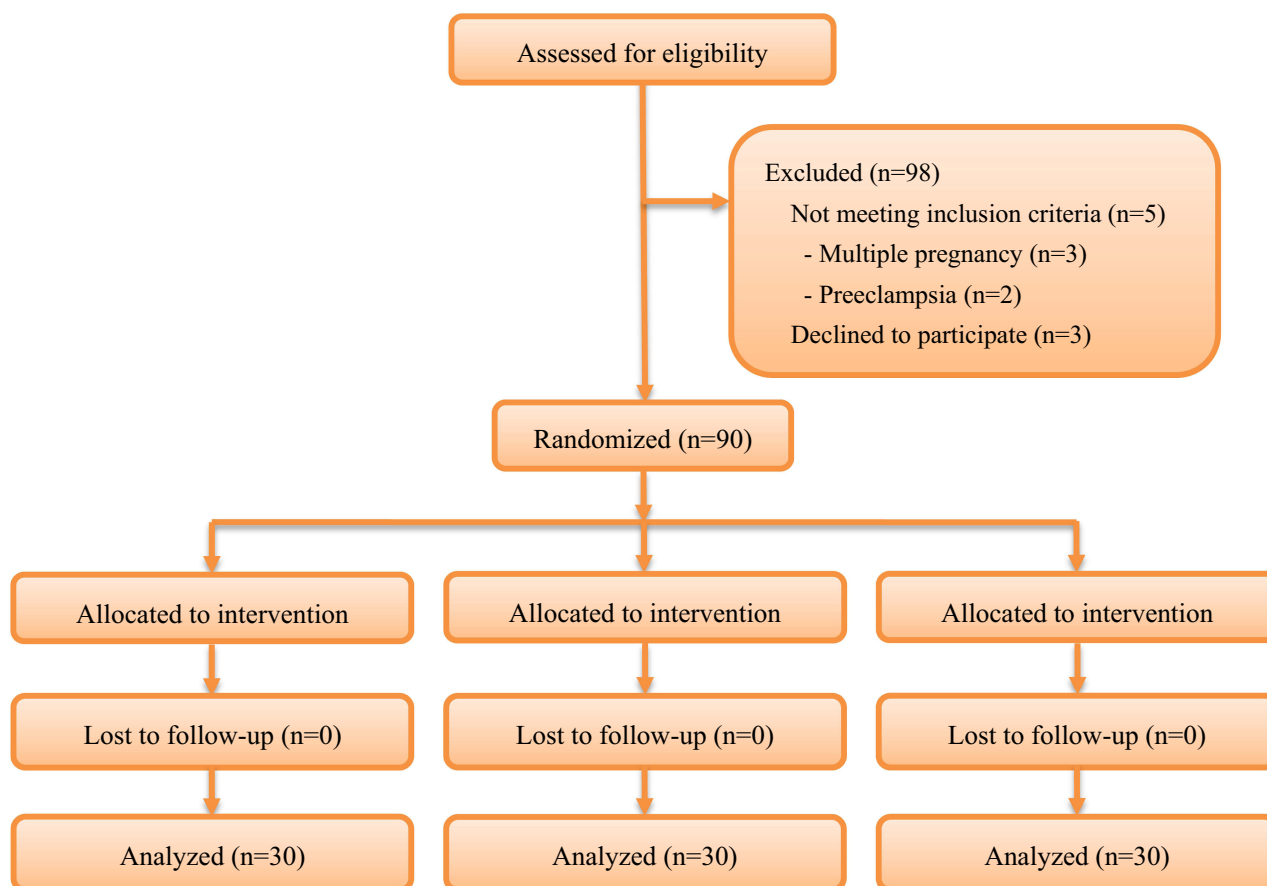 Assessed for eligibility
Excluded (n=98)
Not meeting inclusion criteria (n=5)
- Multiple pregnancy (n=3)
- Preeclampsia (n=2)
Declined to participate (n=3)
Randomized (n=90)
Allocated to intervention
Allocated to intervention
Allocated to intervention
Lost to follow-up (n=0)
Lost to follow-up (n=0)
Lost to follow-up (n=0)
Analyzed (n=30)
Analyzed (n=30)
Analyzed (n=30)